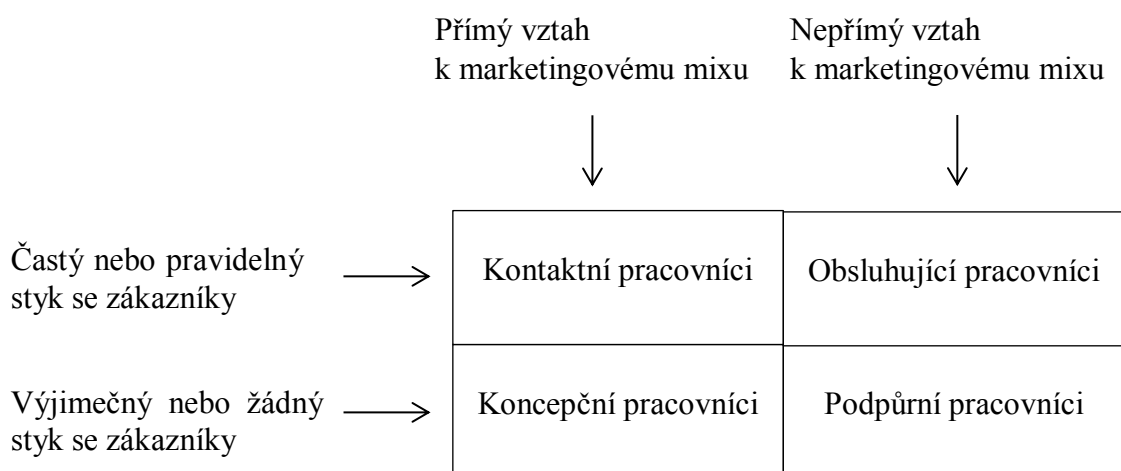 Přímý vztah
k marketingovému mixu
Nepřímý vztah
k marketingovému mixu
Častý nebo pravidelný
styk se zákazníky
Kontaktní pracovníci
Obsluhující pracovníci
Výjimečný nebo žádný
styk se zákazníky
Koncepční pracovníci
Podpůrní pracovníci